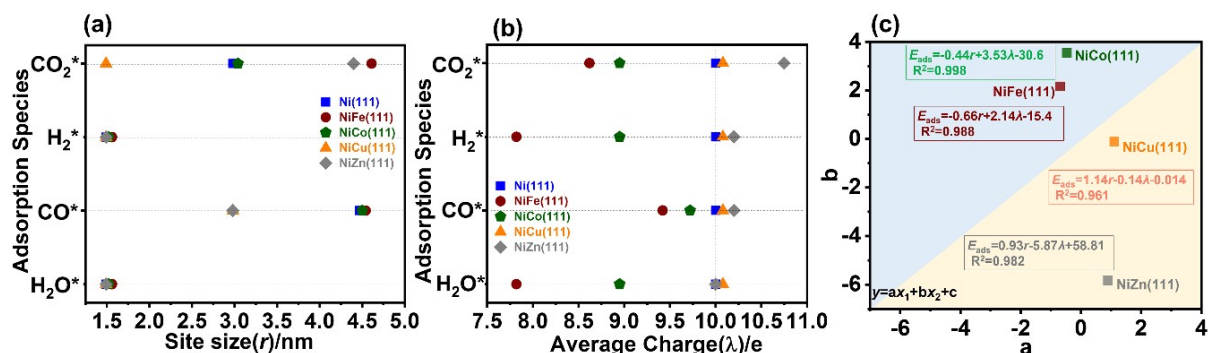 (a)
Adsorption Species
CO2*
H2*
CO*
H2O*
Ni(111)
NiFe(111)
NiCo(111)
NiCu(111)
NiZn(111)
1.5 2.0 2.5 3.0 3.5 4.0 4.5 5.0
Site size(r)/nm
(b)
Adsorption Species
CO2*
H2*
CO*
H2O*
Ni(111)
NiFe(111)
NiCo(111)
NiCu(111)
NiZn(111)
7.5 8.0 8.5 9.0 9.5 10.0 10.5 11.0
Average Charge(λ)/e
(c)
b
4
2
0
-2
-4
-6
Eads=-0.44r+3.53λ-30.6
R²=0.998
NiCo(111)
NiFe(111)
Eads=-0.66r+2.14λ-15.4
R²=0.988
NiCu(111)
Eads=1.14r-0.14λ-0.014
R²=0.961
Eads=0.93r-5.87λ+58.81
R²=0.982
NiZn(111)
y=ax1+bx2+c
-6 -4 -2 0 2 4
a